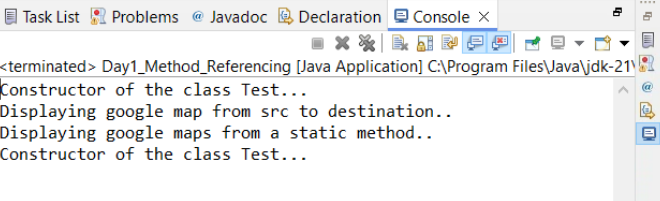 Task List Problems @ Javadoc Declaration Console ×
<terminated> Day1_Method_Referencing [Java Application] C:\Program Files\Java\jdk-21\
Constructor of the class Test...
Displaying google map from src to destination..
Displaying google maps from a static method..
Constructor of the class Test...